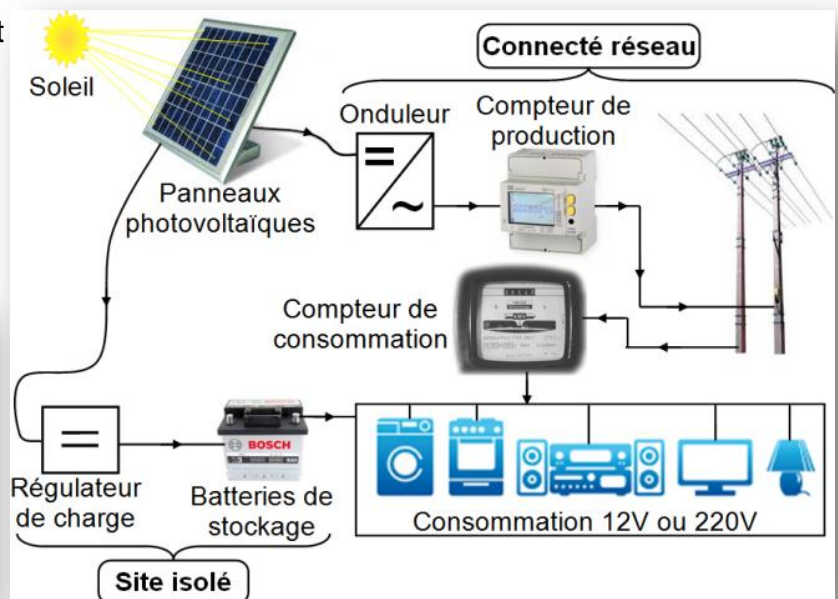 t
Soleil
Connecté réseau
Onduleur
Compteur de
production
Panneaux
photovoltaïques
Compteur de
consommation
BOSCH
Régulateur
de charge
Batteries de
stockage
Consommation 12V ou 220V
Site isolé